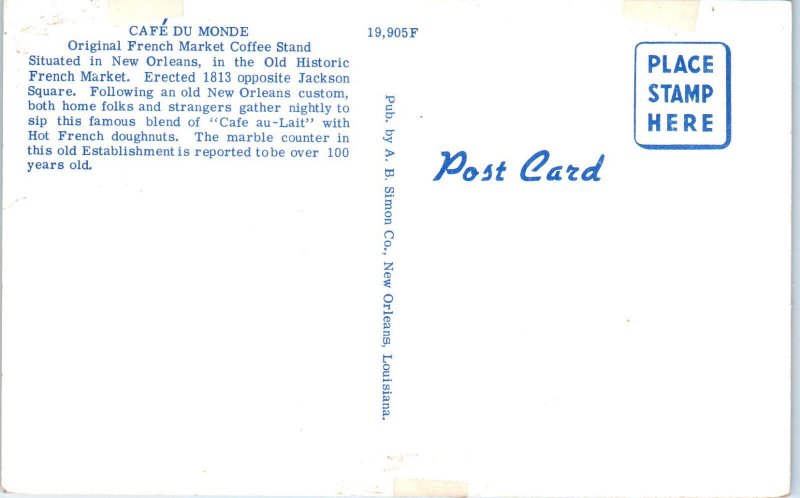 CAFÉ DU MONDE
Original French Market Coffee Stand
Situated in New Orleans, in the Old Historic
French Market. Erected 1813 opposite Jackson
Square. Following an old New Orleans custom,
both home folks and strangers gather nightly to
sip this famous blend of "Cafe au-Lait" with
Hot French doughnuts. The marble counter in
this old Establishment is reported to be over 100
years old.
19,905F
Pub. by A. B. Simon Co., New Orleans, Louisiana.
Post Card
PLACE
STAMP
HERE